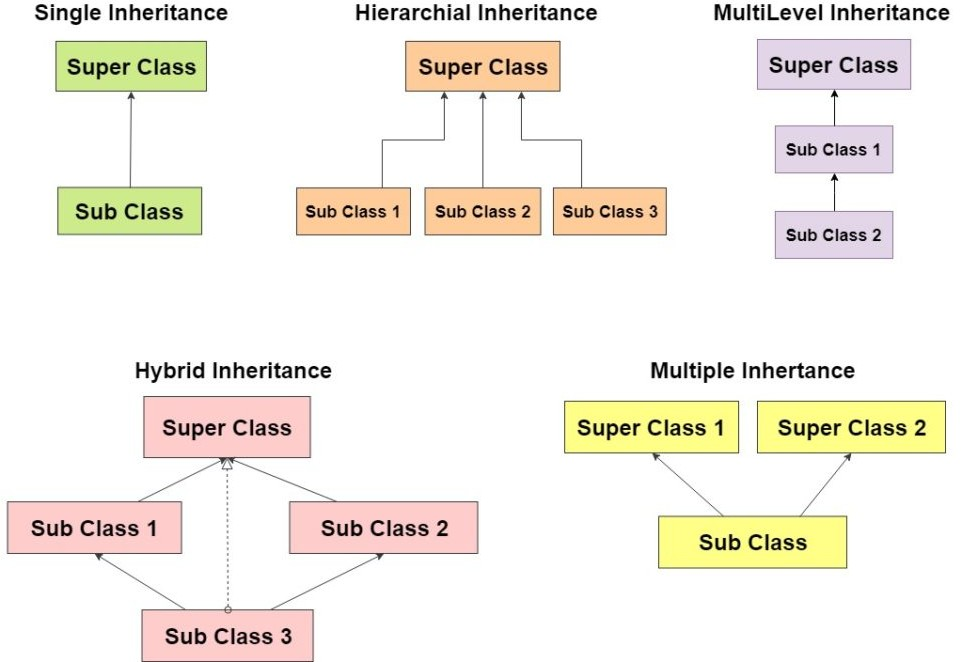 Single Inheritance
Super Class
Sub Class
Hierarchial Inheritance
Super Class
Sub Class 1
Sub Class 2
Sub Class 3
MultiLevel Inheritance
Super Class
Sub Class 1
Sub Class 2
Hybrid Inheritance
Super Class
Sub Class 1
Sub Class 2
Sub Class 3
Multiple Inhertance
Super Class 1
Super Class 2
Sub Class